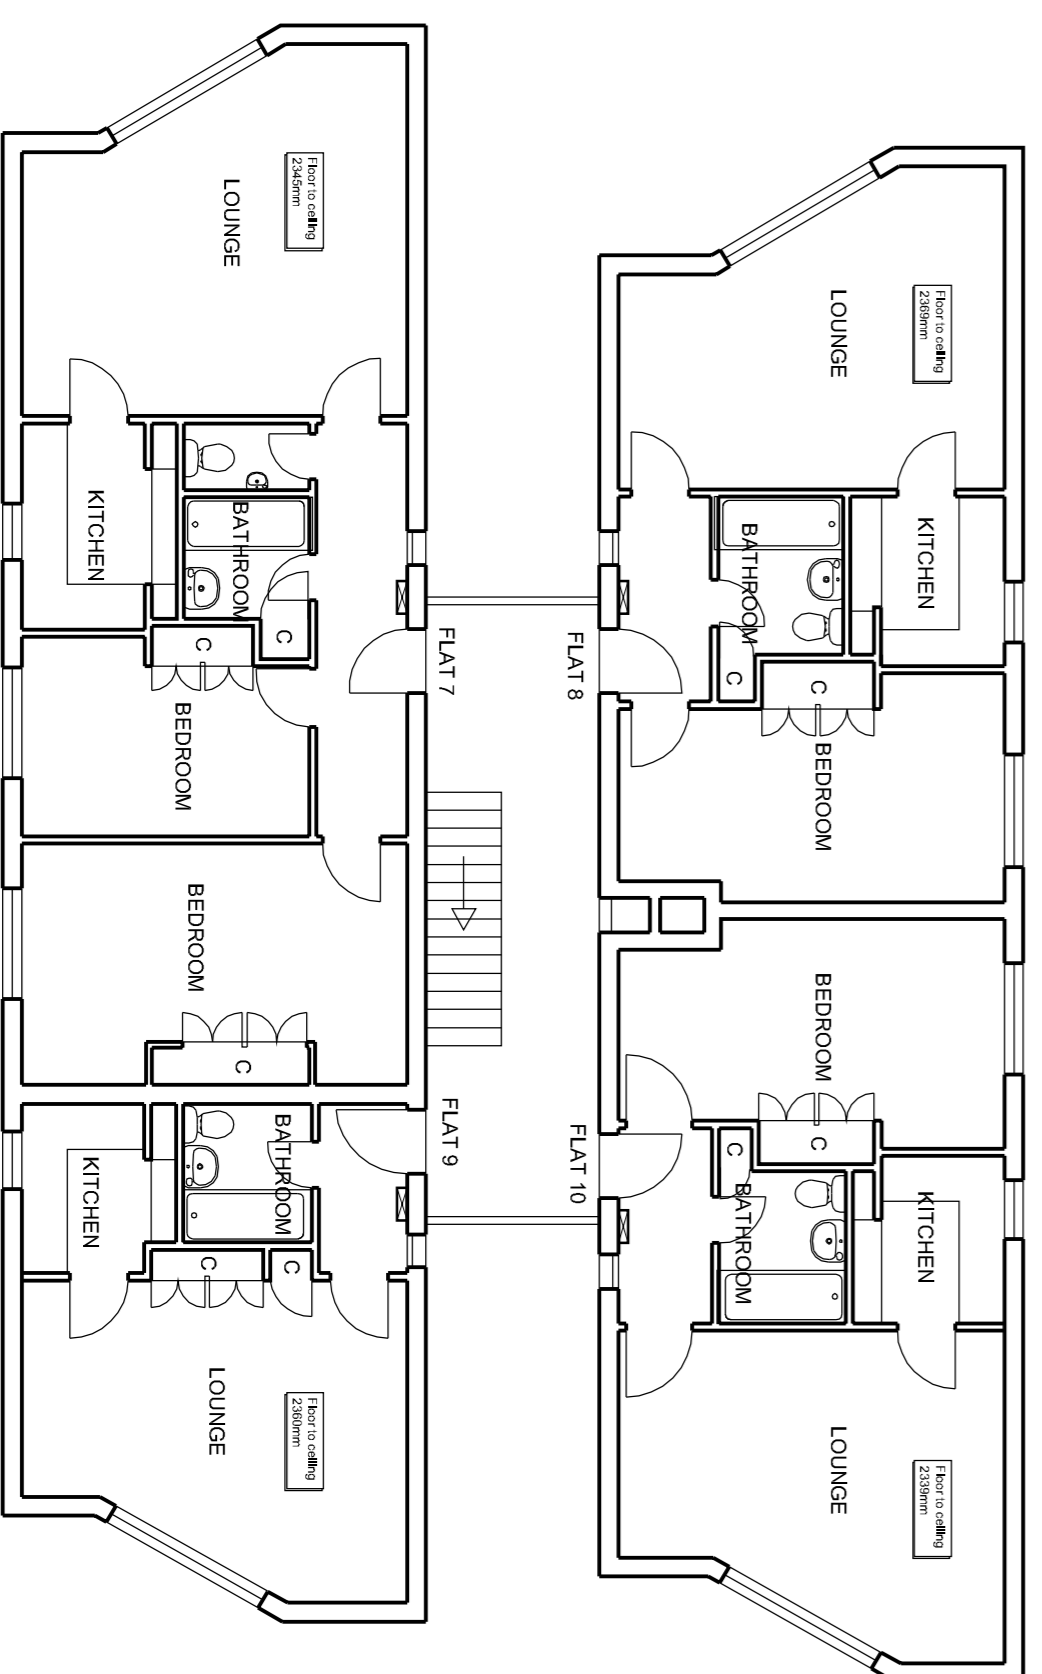 Floor to ceiling
2345mm
LOUNGE
KITCHEN
BATHROOM
C
C
BEDROOM
BEDROOM
C
FLAT 7
Floor to ceiling
2369mm
LOUNGE
KITCHEN
BATHROOM
C
C
BEDROOM
FLAT 8
FLAT 9
BATHROOM
KITCHEN
C
C
LOUNGE
Floor to ceiling
2360mm
FLAT 10
BEDROOM
C
C
BATHROOM
KITCHEN
LOUNGE
Floor to ceiling
2339mm